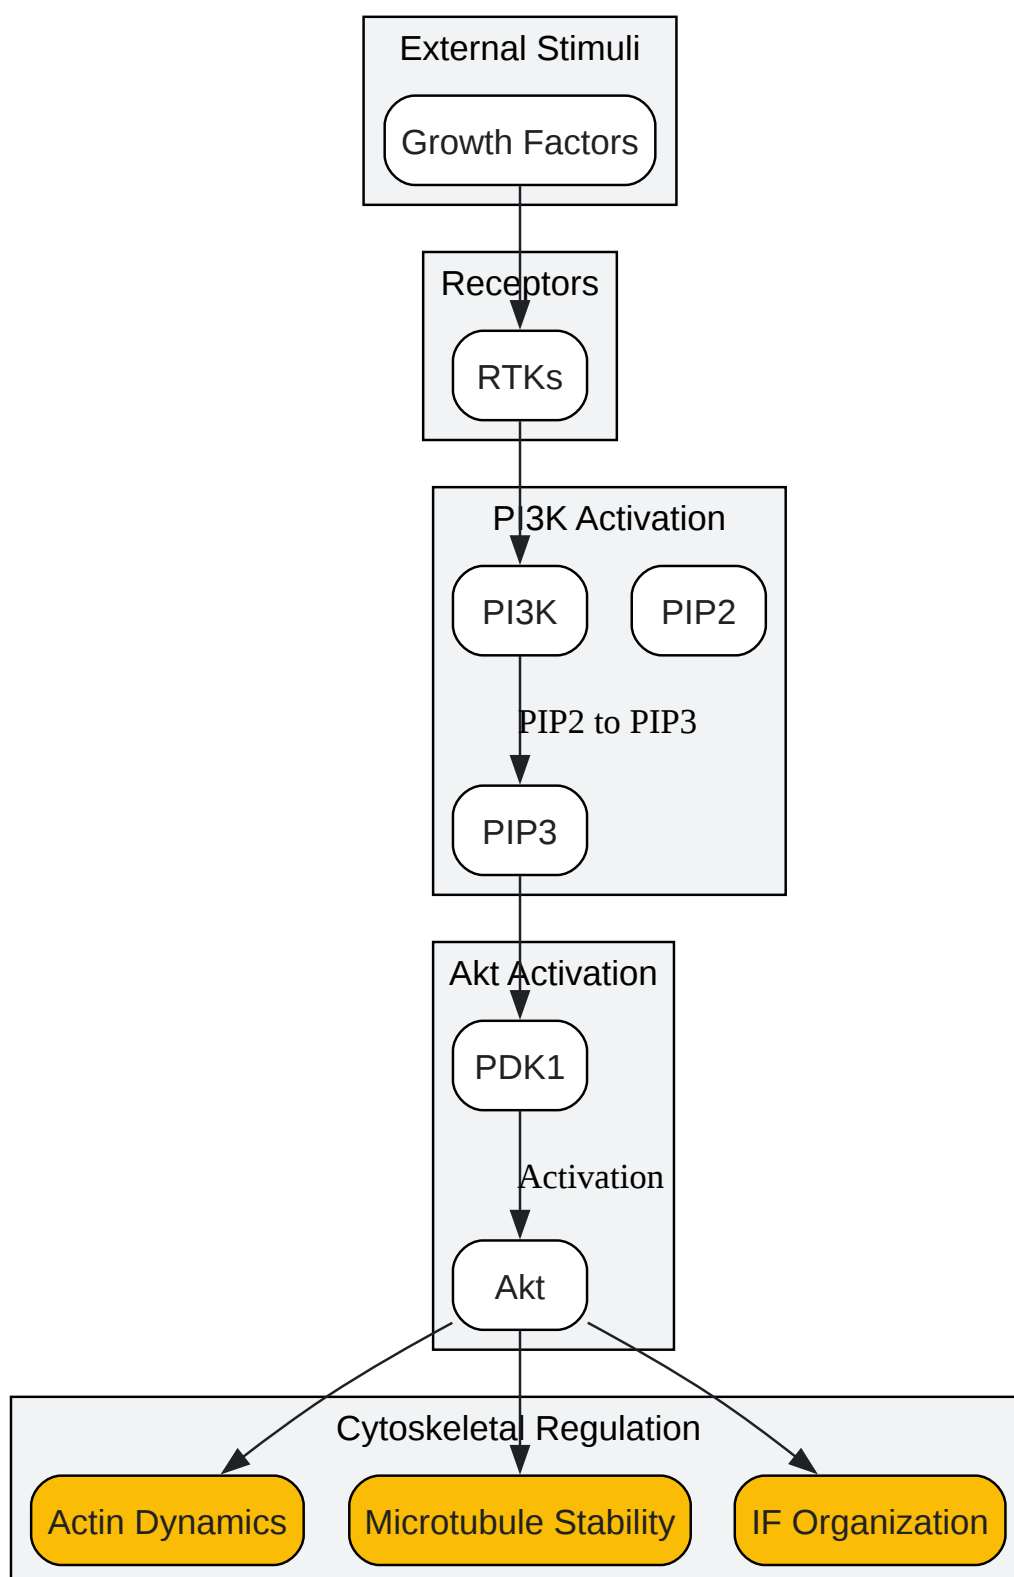 External Stimuli
Growth Factors
Receptors
RTKs
PI3K Activation
PI3K
PIP2
PIP2 to PIP3
PIP3
Akt Activation
PDK1
Activation
Akt
Cytoskeletal Regulation
Actin Dynamics
Microtubule Stability
IF Organization